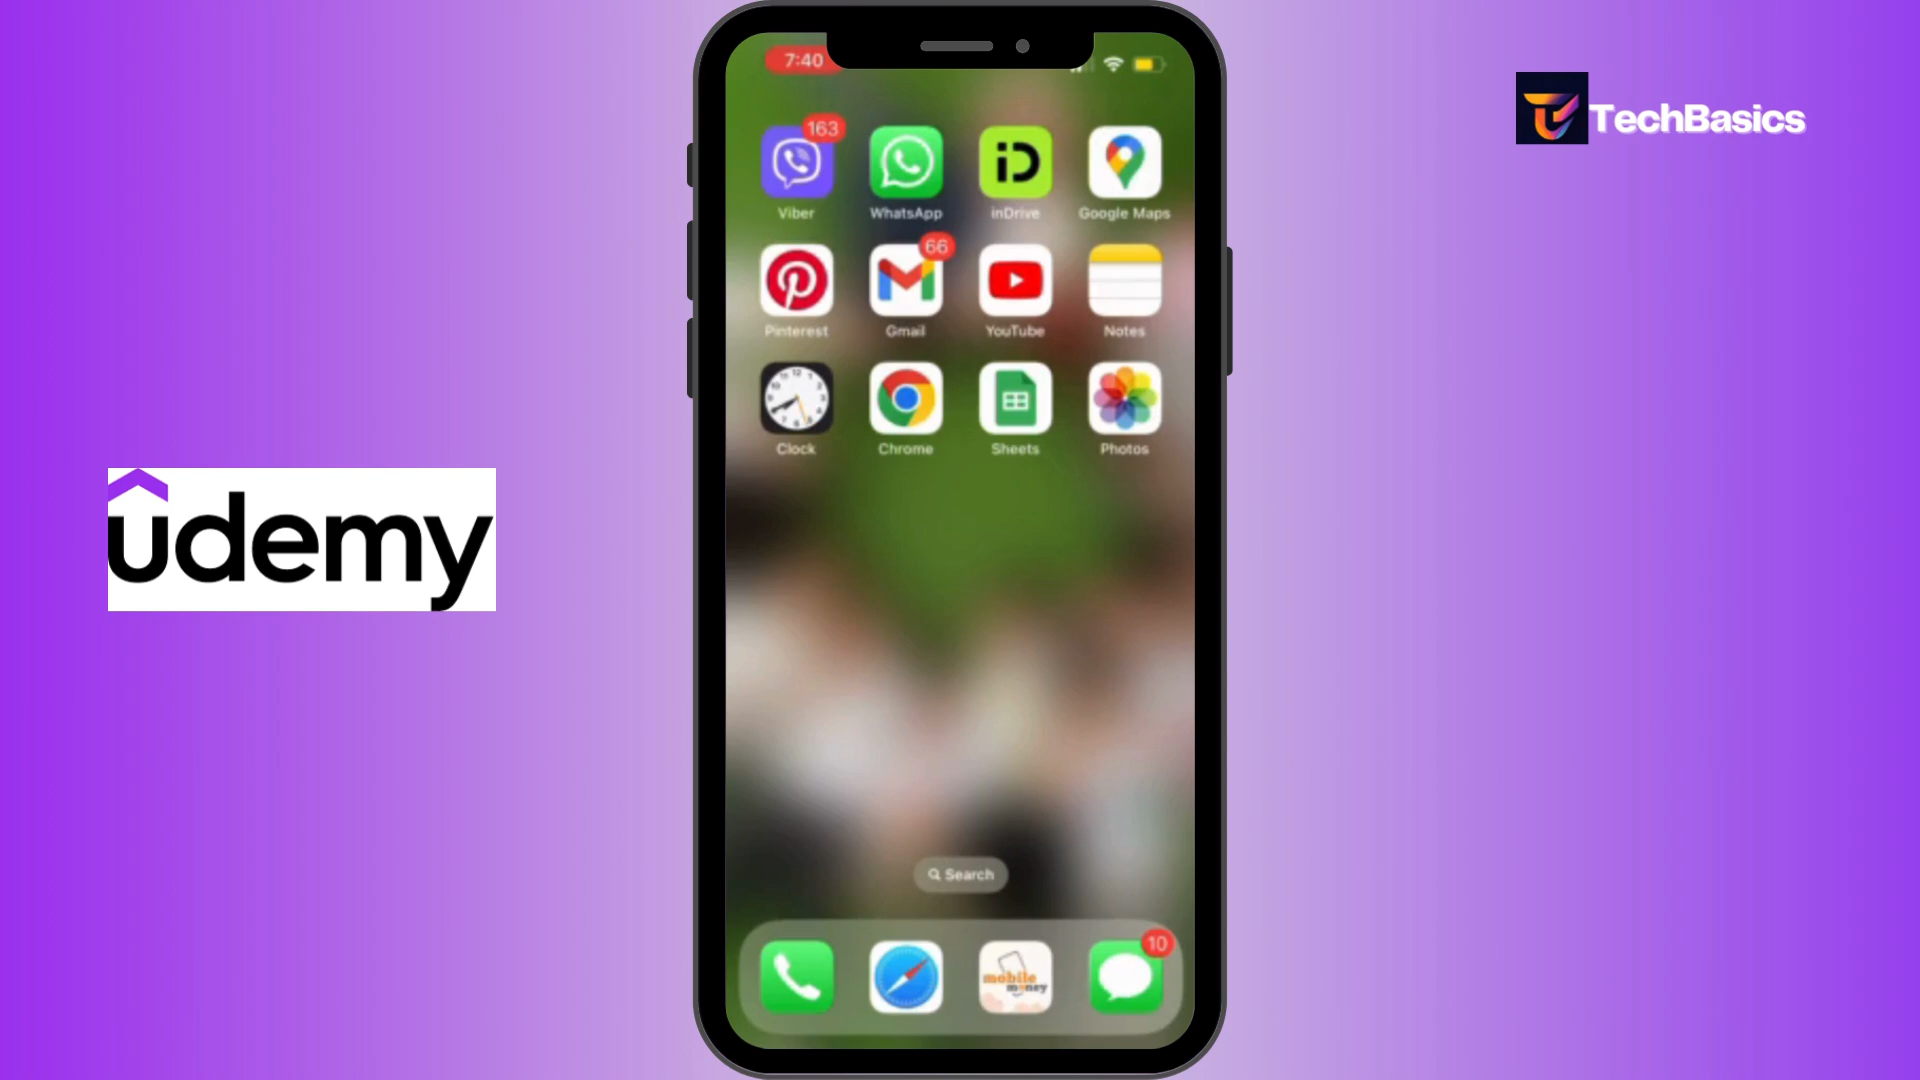 7:40
163
Viber
WhatsApp
iD
inDrive
Google Maps
66
Pinterest
Gmail
YouTube
Notes
Clock
Chrome
Sheets
Photos
TechBasics
udemy
Search
mobile
money
10